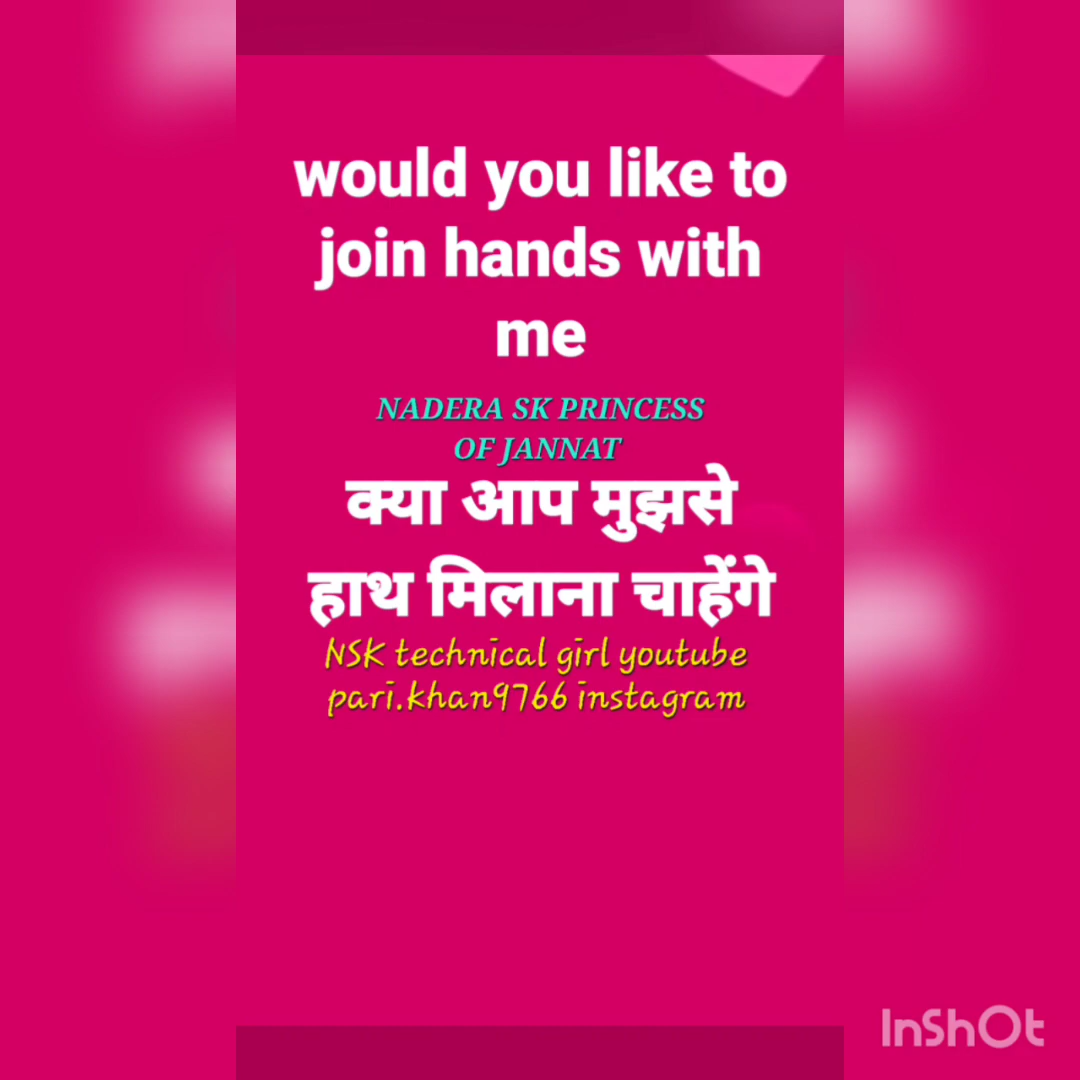 would you like to
join hands with
me
NADERA SK PRINCESS
OF JANNAT
क्या आप मुझसे
हाथ मिलाना चाहेंगे
NSK technical girl youtube
pari.khan9766 instagram
InShOt